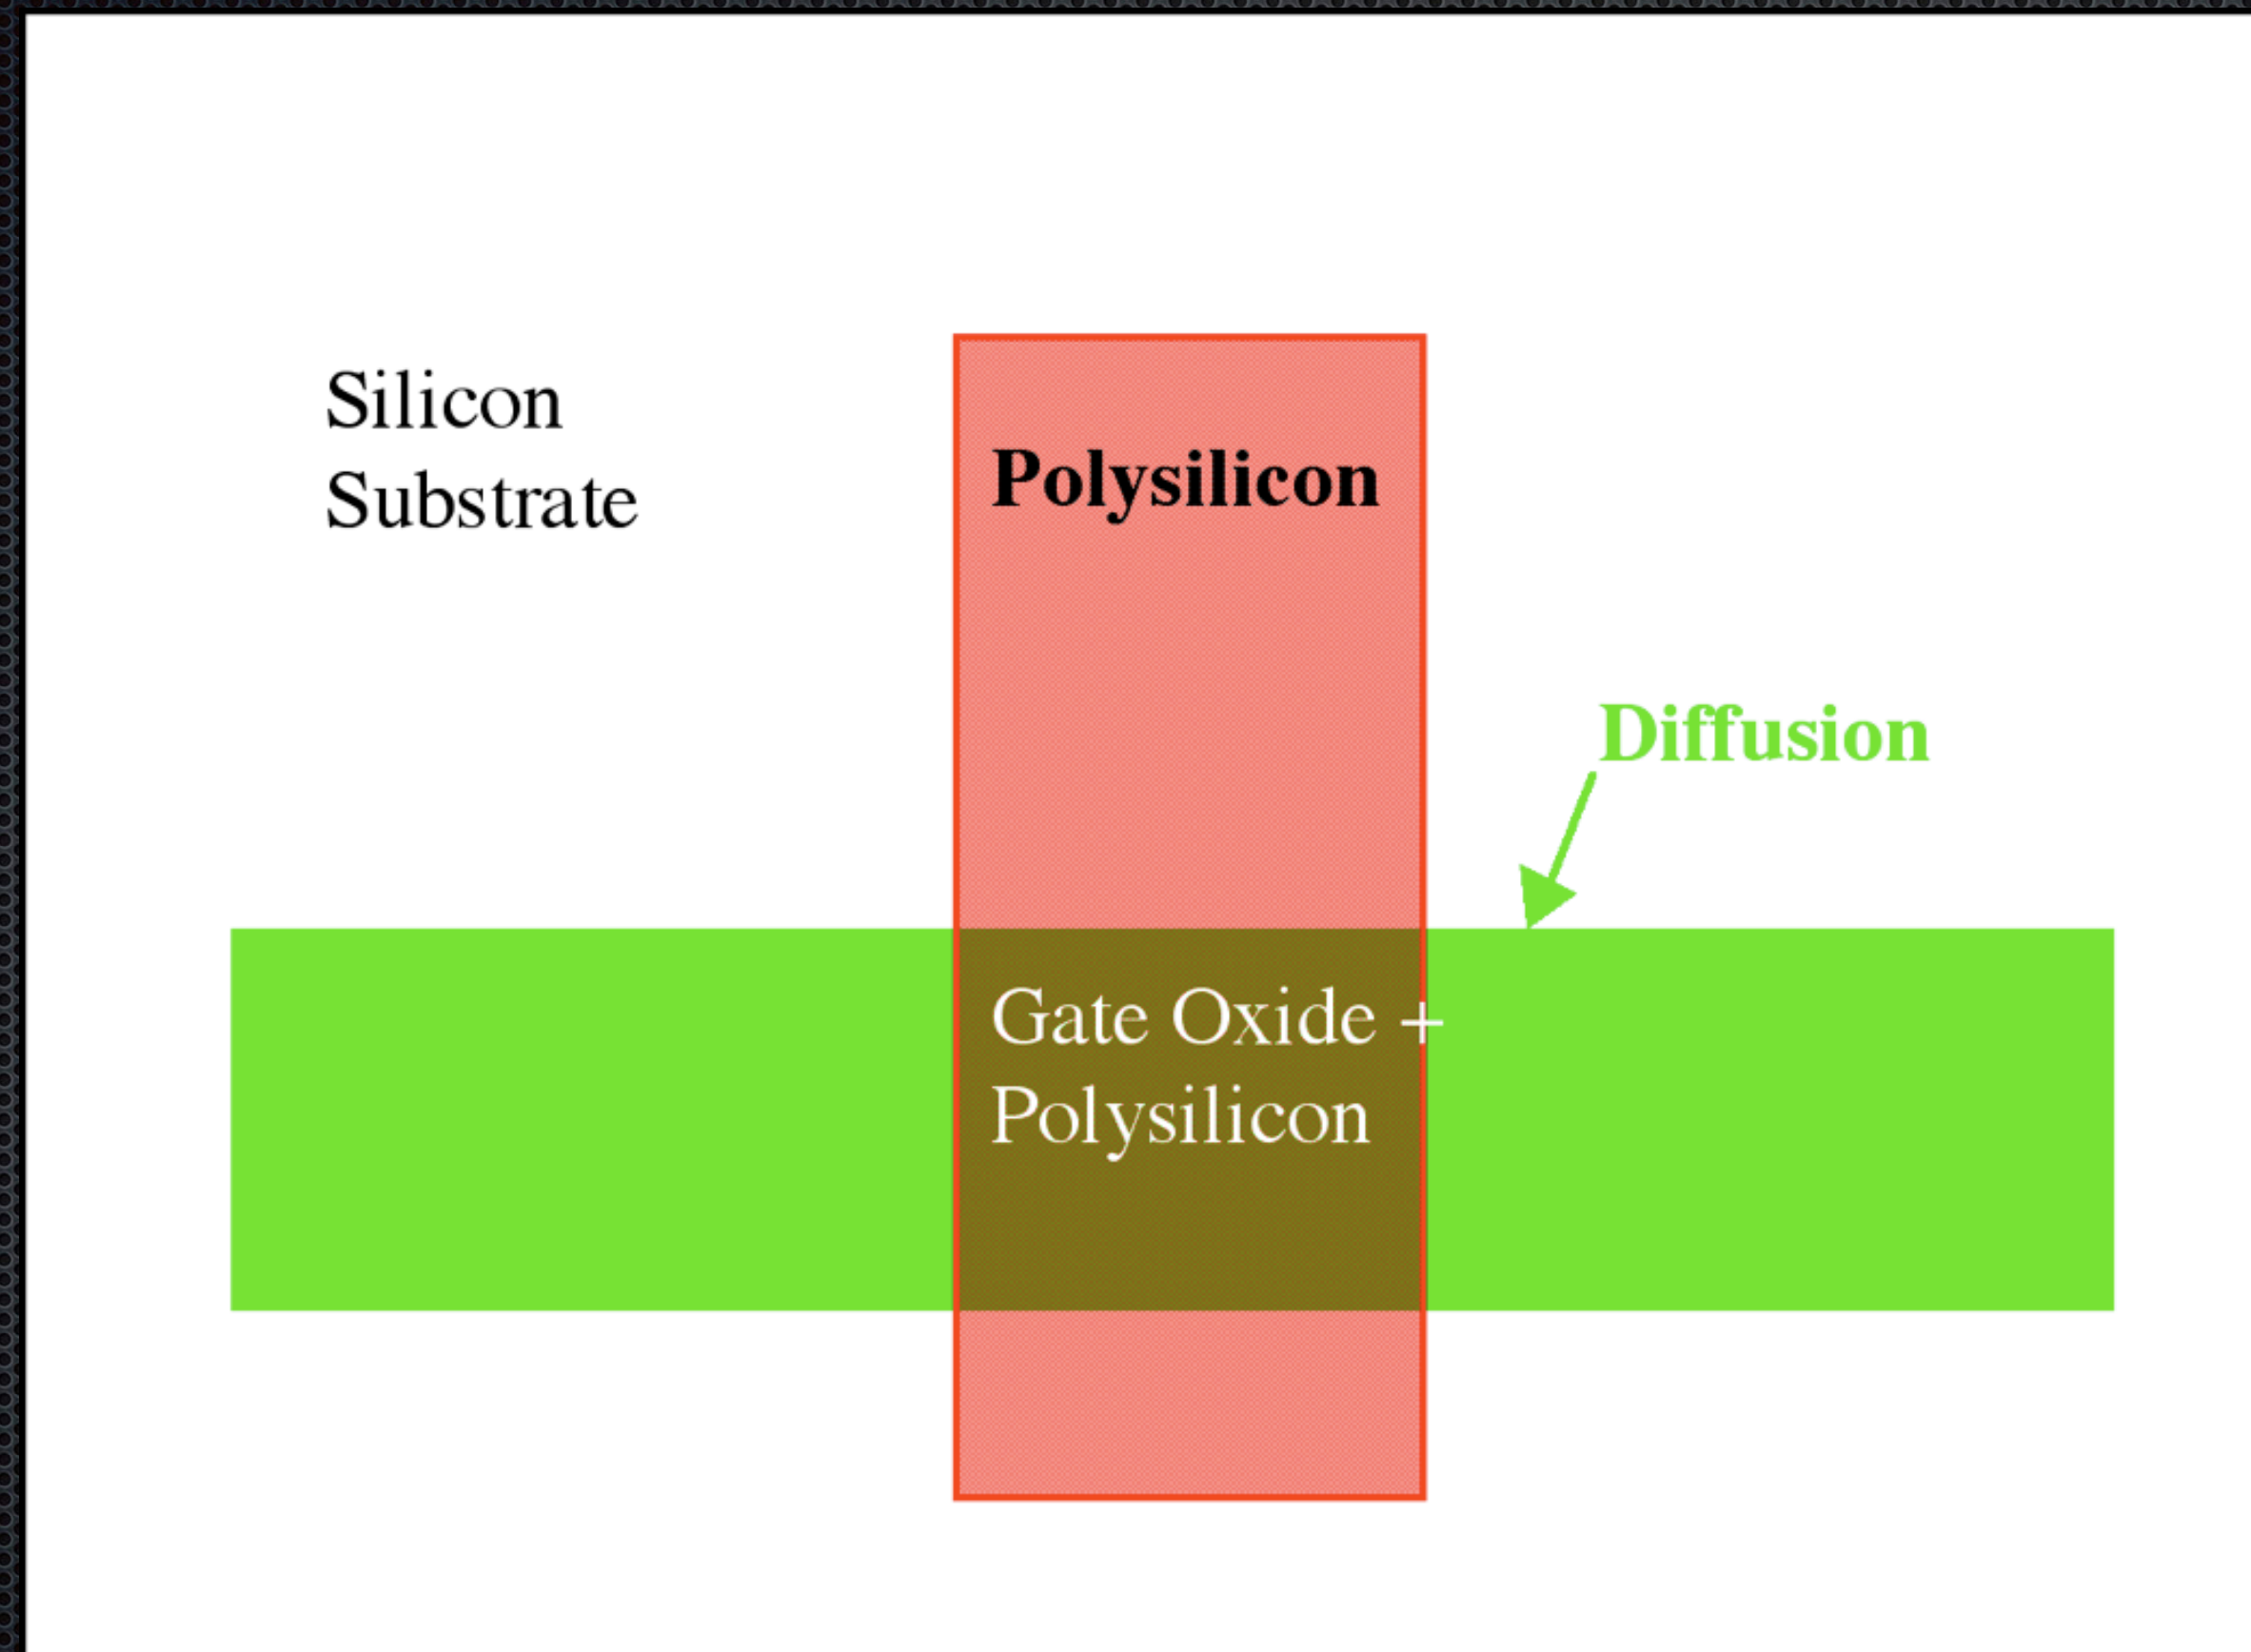 Silicon
Substrate
Polysilicon
Diffusion
Gate Oxide +
Polysilicon